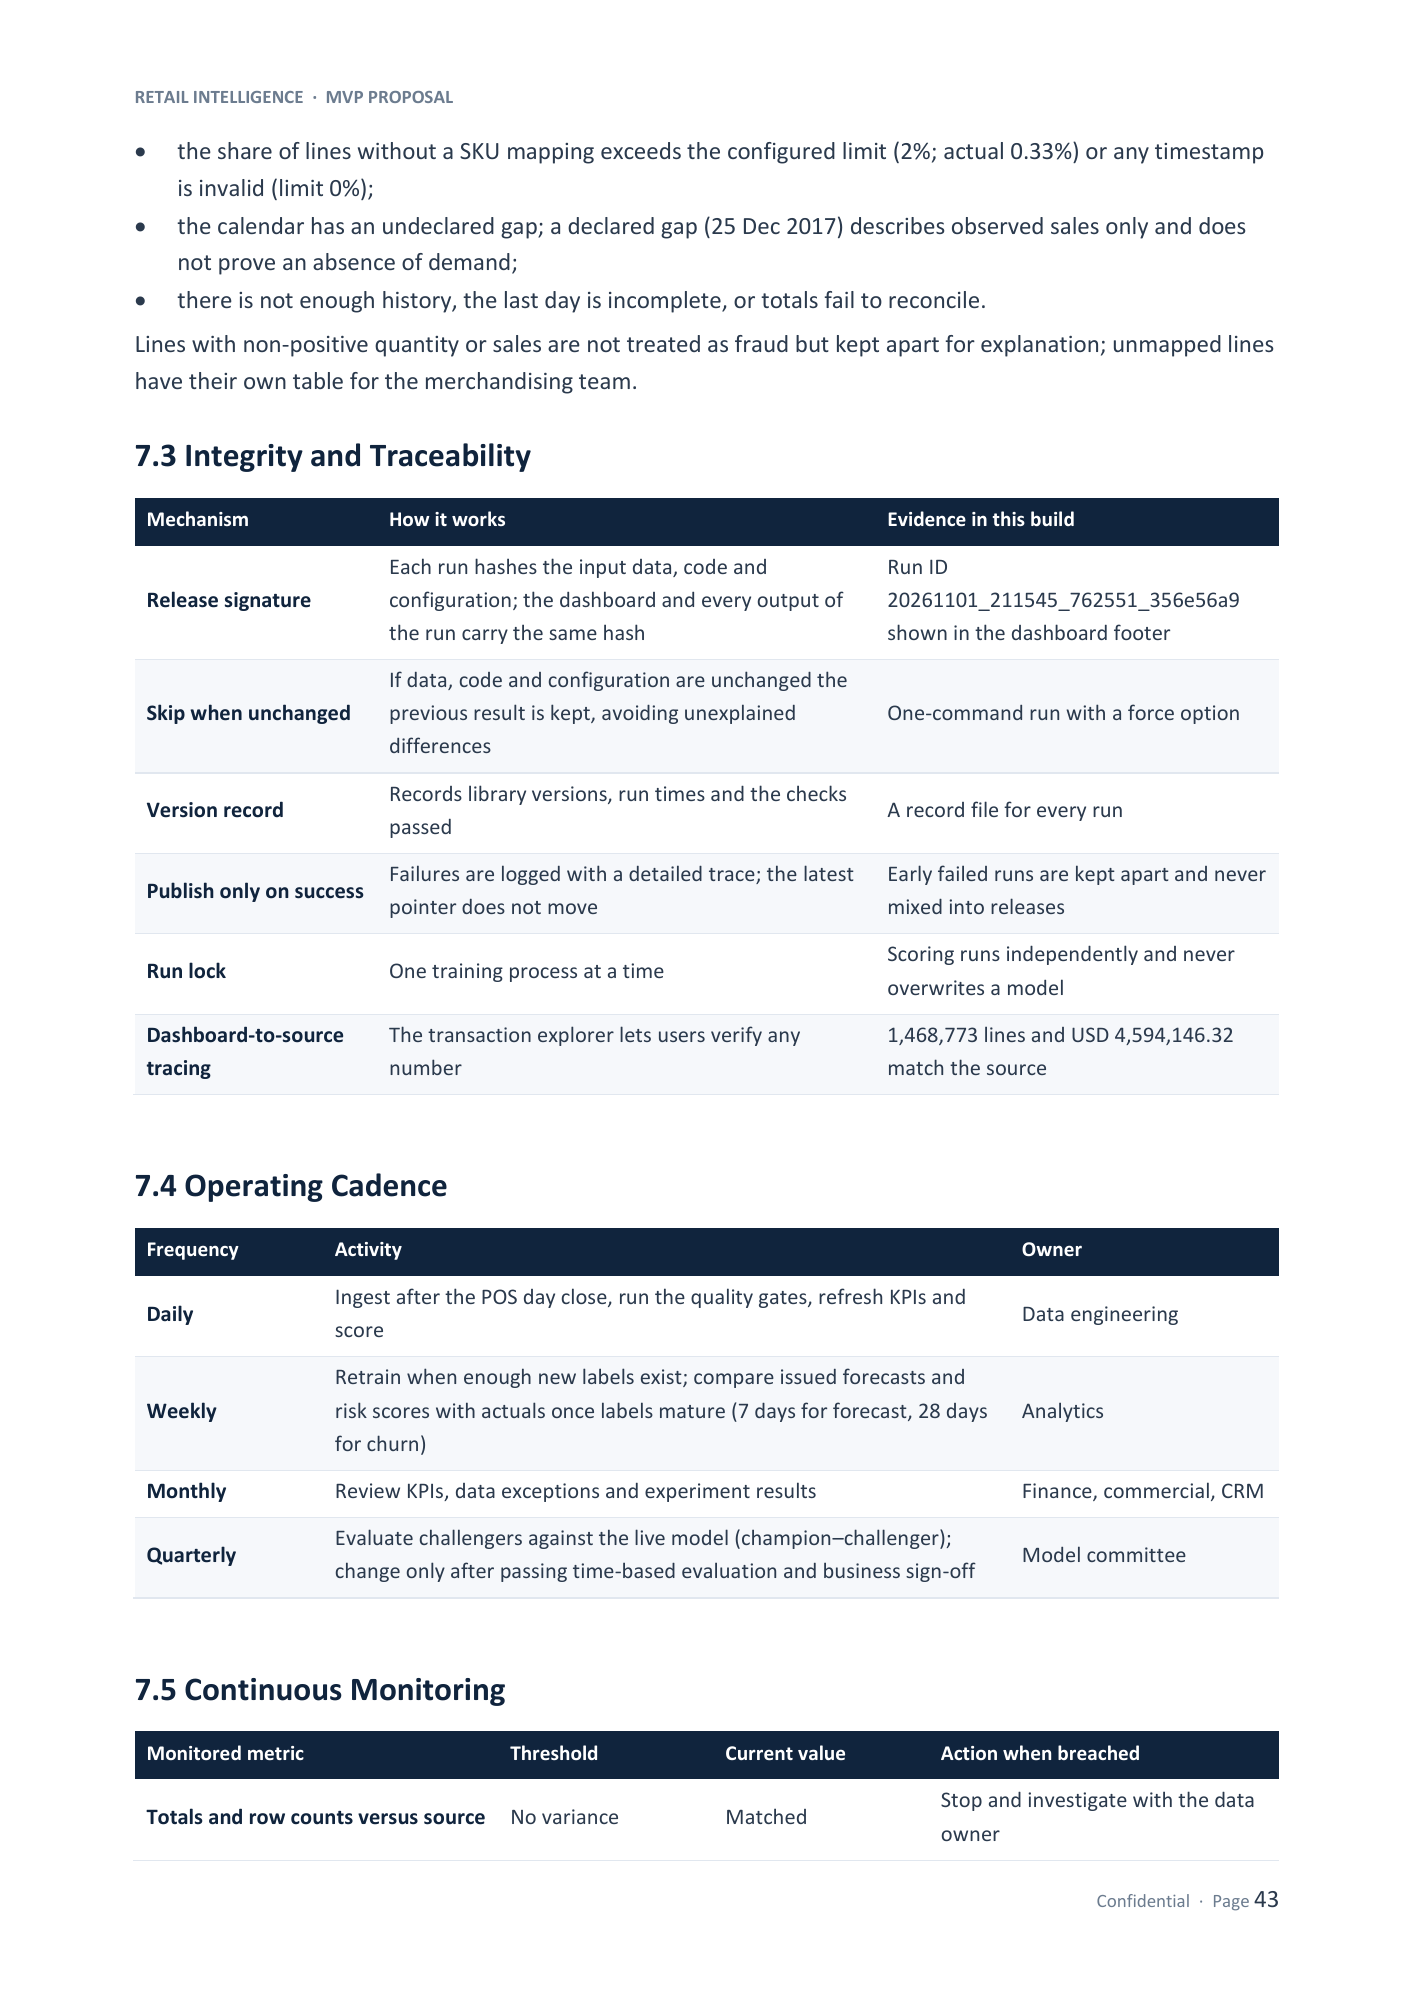 RETAIL INTELLIGENCE · MVP PROPOSAL
• the share of lines without a SKU mapping exceeds the configured limit (2%; actual 0.33%) or any timestamp
is invalid (limit 0%);
• the calendar has an undeclared gap; a declared gap (25 Dec 2017) describes observed sales only and does
not prove an absence of demand;
• there is not enough history, the last day is incomplete, or totals fail to reconcile.
Lines with non-positive quantity or sales are not treated as fraud but kept apart for explanation; unmapped lines
have their own table for the merchandising team.
7.3 Integrity and Traceability
Mechanism How it works Evidence in this build
Release signature
Each run hashes the input data, code and
configuration; the dashboard and every output of
the run carry the same hash
Run ID
20261101_211545_762551_356e56a9
shown in the dashboard footer
Skip when unchanged
If data, code and configuration are unchanged the
previous result is kept, avoiding unexplained
differences
One-command run with a force option
Version record
Records library versions, run times and the checks
passed
A record file for every run
Publish only on success
Failures are logged with a detailed trace; the latest
pointer does not move
Early failed runs are kept apart and never
mixed into releases
Run lock
One training process at a time
Scoring runs independently and never
overwrites a model
Dashboard-to-source
tracing
The transaction explorer lets users verify any
number
1,468,773 lines and USD 4,594,146.32
match the source
7.4 Operating Cadence
Frequency Activity Owner
Daily
Ingest after the POS day close, run the quality gates, refresh KPIs and
score
Data engineering
Weekly
Retrain when enough new labels exist; compare issued forecasts and
risk scores with actuals once labels mature (7 days for forecast, 28 days
for churn)
Analytics
Monthly Review KPIs, data exceptions and experiment results Finance, commercial, CRM
Quarterly
Evaluate challengers against the live model (champion–challenger);
change only after passing time-based evaluation and business sign-off
Model committee
7.5 Continuous Monitoring
Monitored metric Threshold Current value Action when breached
Totals and row counts versus source No variance Matched
Stop and investigate with the data
owner
Confidential · Page 43